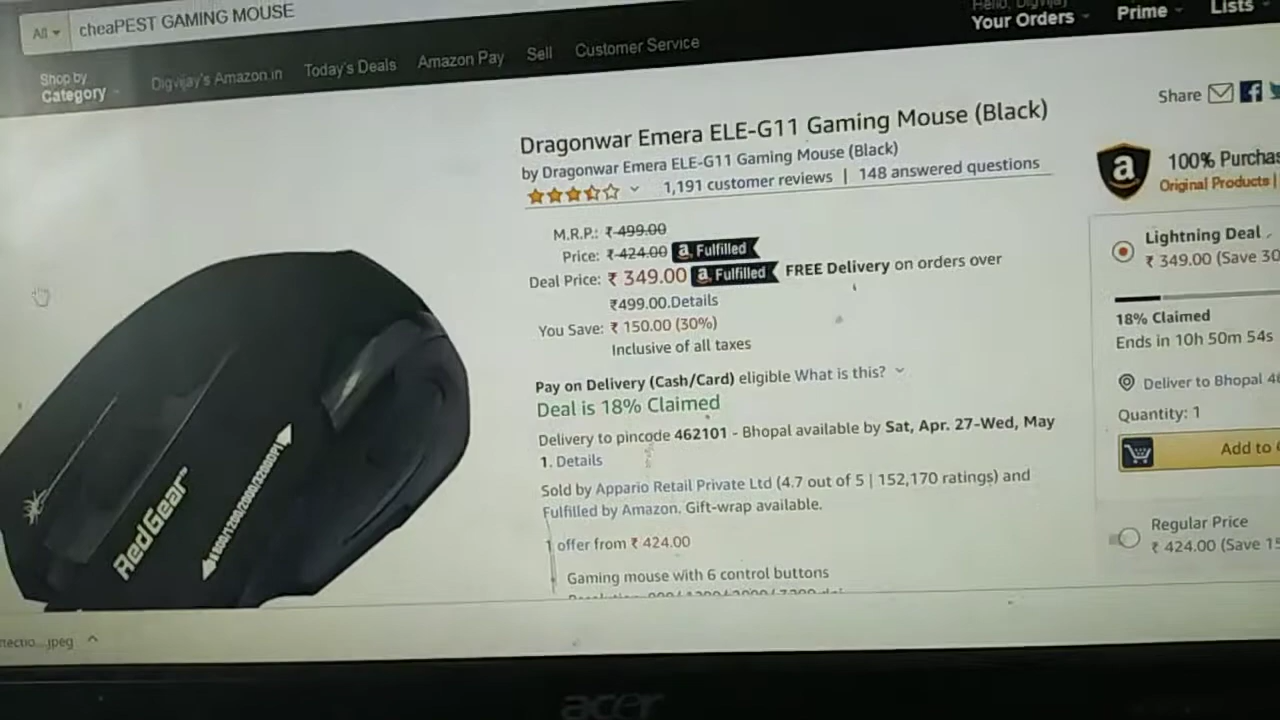 All cheaPEST GAMING MOUSE
Hello, Digvijay
Your Orders Prime Lists
Shop by
Category
Digvijay's Amazon.in Today's Deals Amazon Pay Sell Customer Service
Share
Dragonwar Emera ELE-G11 Gaming Mouse (Black)
by Dragonwar Emera ELE-G11 Gaming Mouse (Black)
1,191 customer reviews | 148 answered questions
M.R.P.: ₹ 499.00
Price: ₹ 424.00 a Fulfilled
Deal Price: ₹ 349.00 a Fulfilled FREE Delivery on orders over
₹499.00.Details
You Save: ₹ 150.00 (30%)
Inclusive of all taxes
Pay on Delivery (Cash/Card) eligible What is this?
Deal is 18% Claimed
Delivery to pincode 462101 - Bhopal available by Sat, Apr. 27-Wed, May
1. Details
Sold by Appario Retail Private Ltd (4.7 out of 5 | 152,170 ratings) and
Fulfilled by Amazon. Gift-wrap available.
1 offer from ₹ 424.00
Gaming mouse with 6 control buttons
a 100% Purchas
Original Products |
Lightning Deal
₹ 349.00 (Save 30
18% Claimed
Ends in 10h 50m 54s
Deliver to Bhopal 46
Quantity: 1
Add to
Regular Price
₹ 424.00 (Save 15
RedGear
jpeg
acer